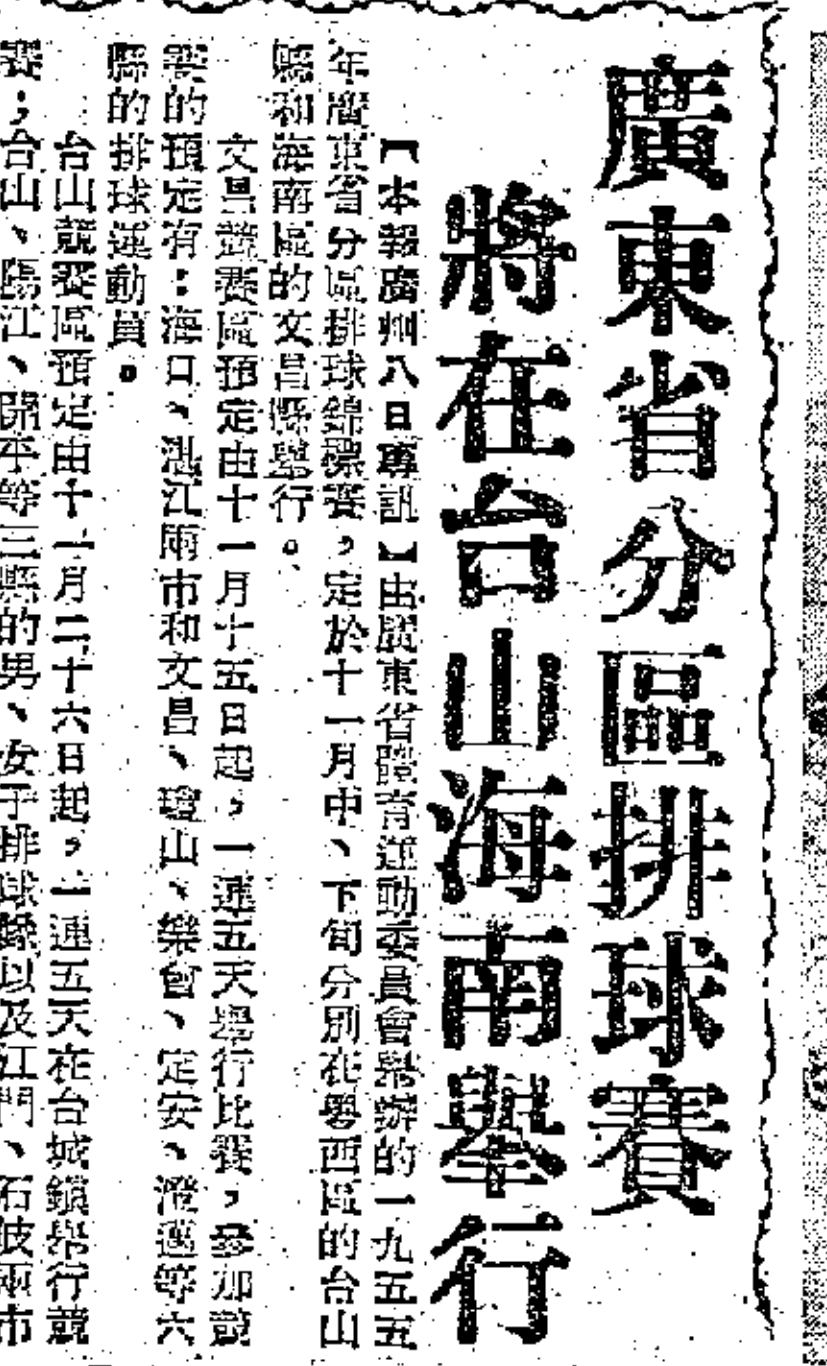 廣東省分區排球賽
將在台山海南舉行
【本報廣州八日專訊】由廣東省體育運動委員會舉辦的一九五五
年廣東省分區排球錦標賽，定於十一月中、下旬分別在粵西區的台山
縣和海南區的文昌縣舉行。
文昌競賽區預定由十一月十五日起，一連五天舉行比賽，參加競
賽的預定有：海口、湛江兩市和文昌、瓊山、樂會、定安、澄邁等六
縣的排球運動員。
台山競賽區預定由十一月二十六日起，一連五天在台城鎮舉行競
賽；台山、陽江、開平等三縣的男、女子排球隊以及江門、石岐兩市